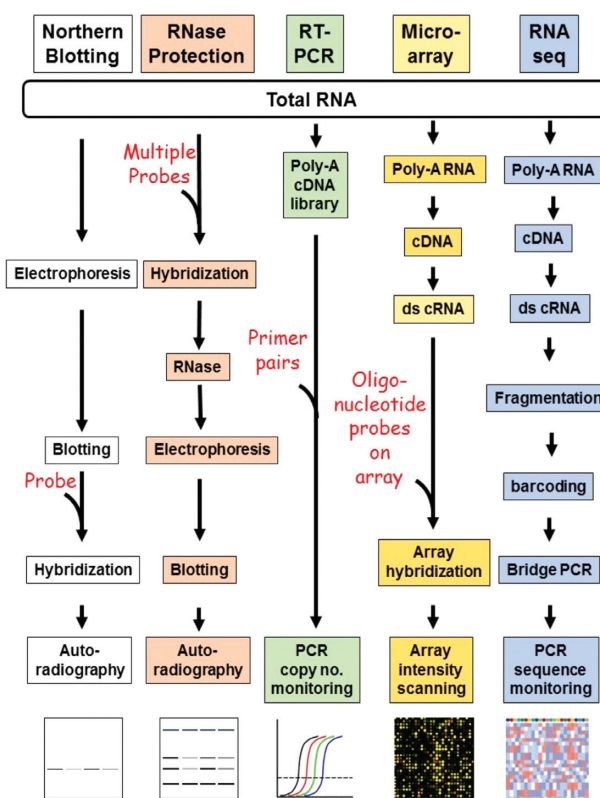 Northern
Blotting
RNase
Protection
RT-
PCR
Micro-
array
RNA
seq
Total RNA
Multiple
Probes
Poly-A
cDNA
library
Poly-A RNA
Poly-A RNA
cDNA
cDNA
Electrophoresis
Hybridization
ds cRNA
ds cRNA
Primer
pairs
RNase
Oligo-
nucleotide
probes
on
array
Fragmentation
Blotting
Electrophoresis
Probe
barcoding
Hybridization
Blotting
Array
hybridization
Bridge PCR
Auto-
radiography
Auto-
radiography
PCR
copy no.
monitoring
Array
intensity
scanning
PCR
sequence
monitoring